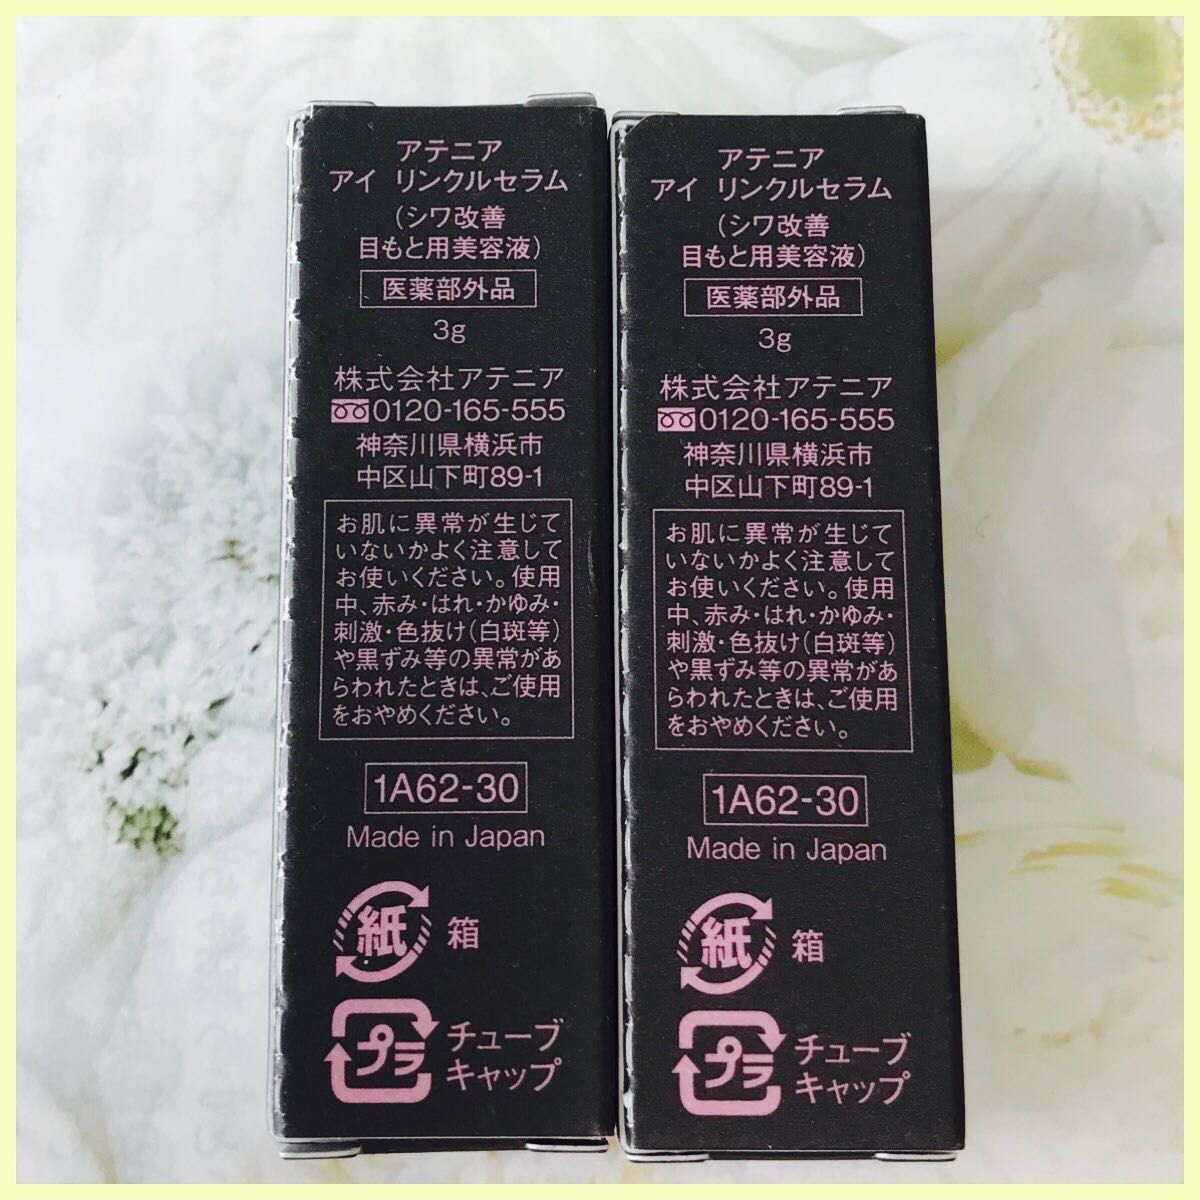 アテニア
アイ リンクルセラム
(シワ改善
目もと用美容液)
医薬部外品
3g
株式会社アテニア
0120-165-555
神奈川県横浜市
中区山下町89-1
お肌に異常が生じて
いないかよく注意して
お使いください。使用
中、赤み・はれ・かゆみ・
刺激・色抜け(白斑等)
や黒ずみ等の異常があ
らわれたときは、ご使用
をおやめください。
1A62-30
Made in Japan
紙 箱
プラ チューブ
キャップ
アテニア
アイ リンクルセラム
(シワ改善
目もと用美容液)
医薬部外品
3g
株式会社アテニア
0120-165-555
神奈川県横浜市
中区山下町89-1
お肌に異常が生じて
いないかよく注意して
お使いください。使用
中、赤み・はれ・かゆみ・
刺激・色抜け(白斑等)
や黒ずみ等の異常があ
らわれたときは、ご使用
をおやめください。
1A62-30
Made in Japan
紙 箱
プラ チューブ
キャップ